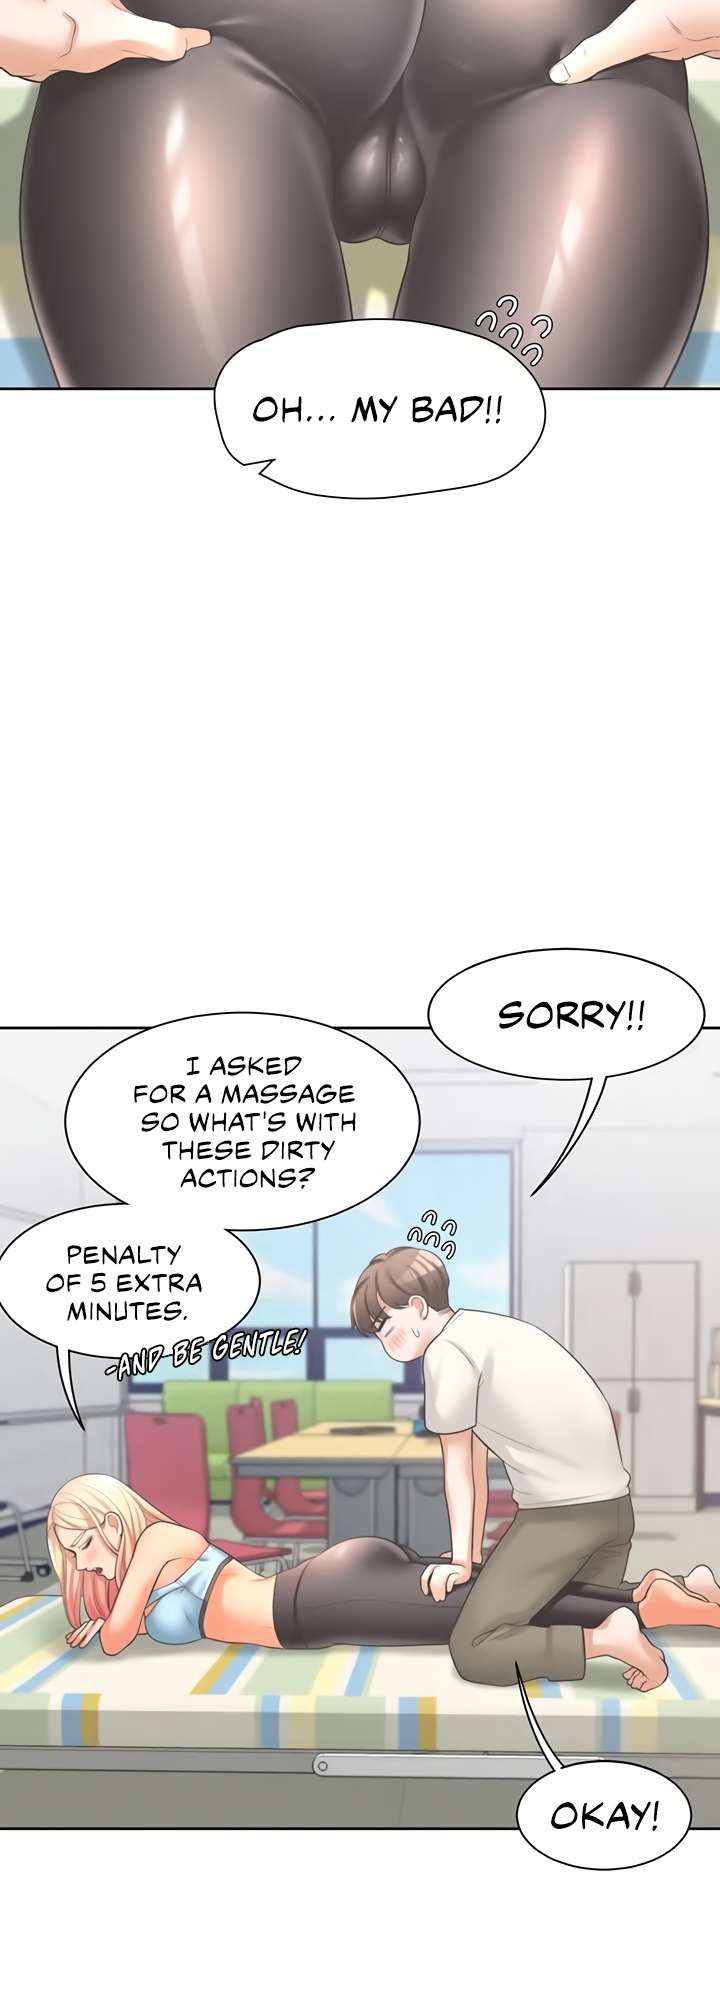 OH... MY BAD!!
SORRY!!
I ASKED
FOR A MASSAGE
SO WHAT'S WITH
THESE DIRTY
ACTIONS?
PENALTY
OF 5 EXTRA
MINUTES.
-AND BE GENTLE!
OKAY!